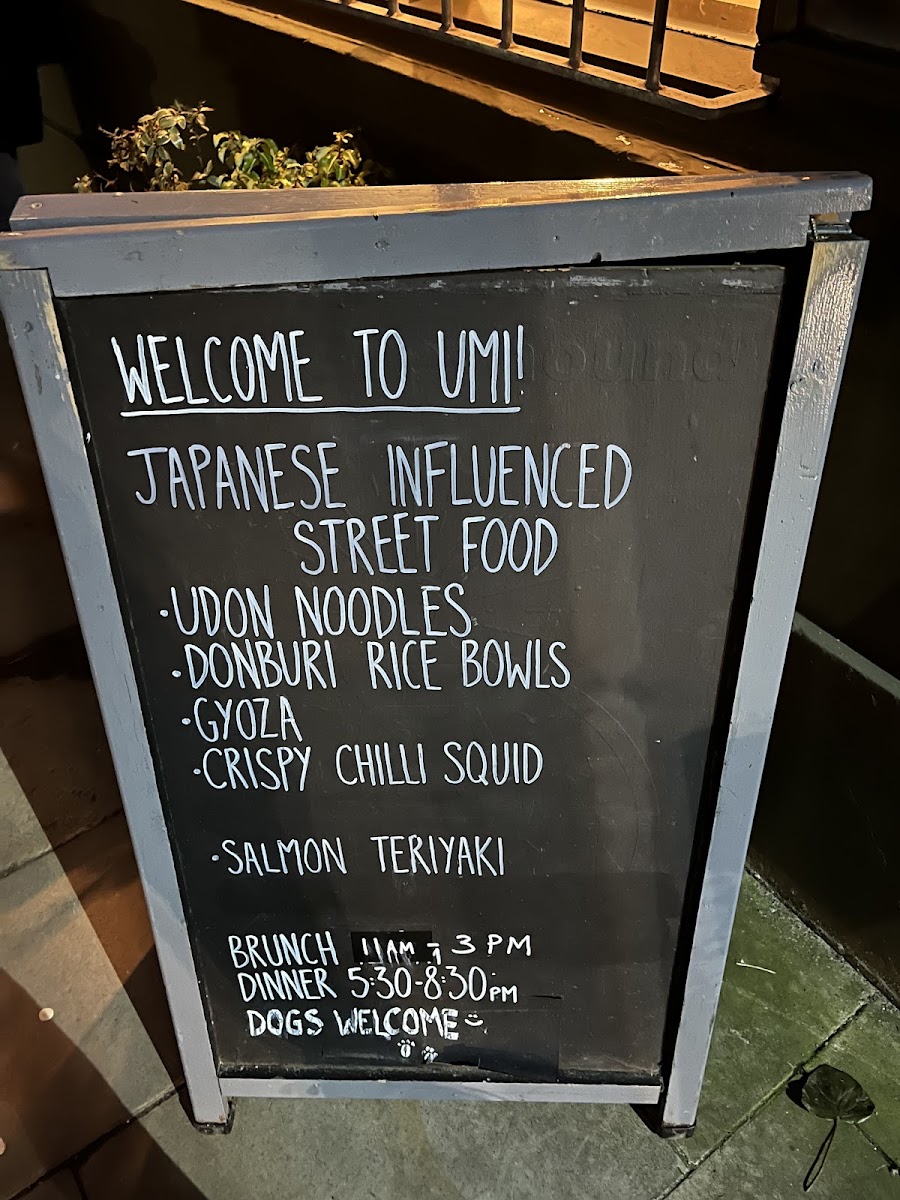 WELCOME TO UMI!
JAPANESE INFLUENCED
STREET FOOD
·UDON NOODLES
·DONBURI RICE BOWLS
·GYOZA
·CRISPY CHILLI SQUID
·SALMON TERIYAKI
BRUNCH 11AM - 3 PM
DINNER 5:30-8:30PM
DOGS WELCOME